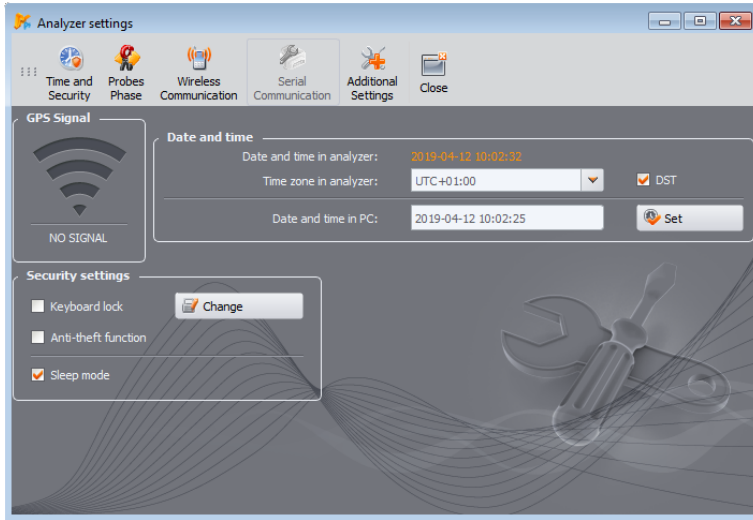 Analyzer settings
Time and Security
Probes Phase
Wireless Communication
Serial Communication
Additional Settings
Close
GPS Signal
NO SIGNAL
Date and time
Date and time in analyzer: 2019-04-12 10:02:32
Time zone in analyzer: UTC+01:00 DST
Date and time in PC: 2019-04-12 10:02:25 Set
Security settings
Keyboard lock Change
Anti-theft function
Sleep mode